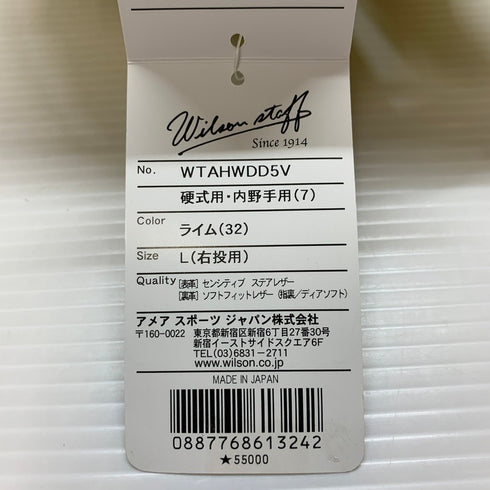 Wilson staff
Since 1914
No. WTAHWDD5V
硬式用・内野手用(7)
Color ライム(32)
Size L(右投用)
Quality [表革] センシティブ ステアレザー
[裏革] ソフトフィットレザー (指裏/ディアソフト)
アメア スポーツ ジャパン株式会社
〒160-0022 東京都新宿区新宿6丁目27番30号
新宿イーストサイドスクエア6F
TEL(03)6831-2711
www.wilson.co.jp
MADE IN JAPAN
0887768613242
★55000